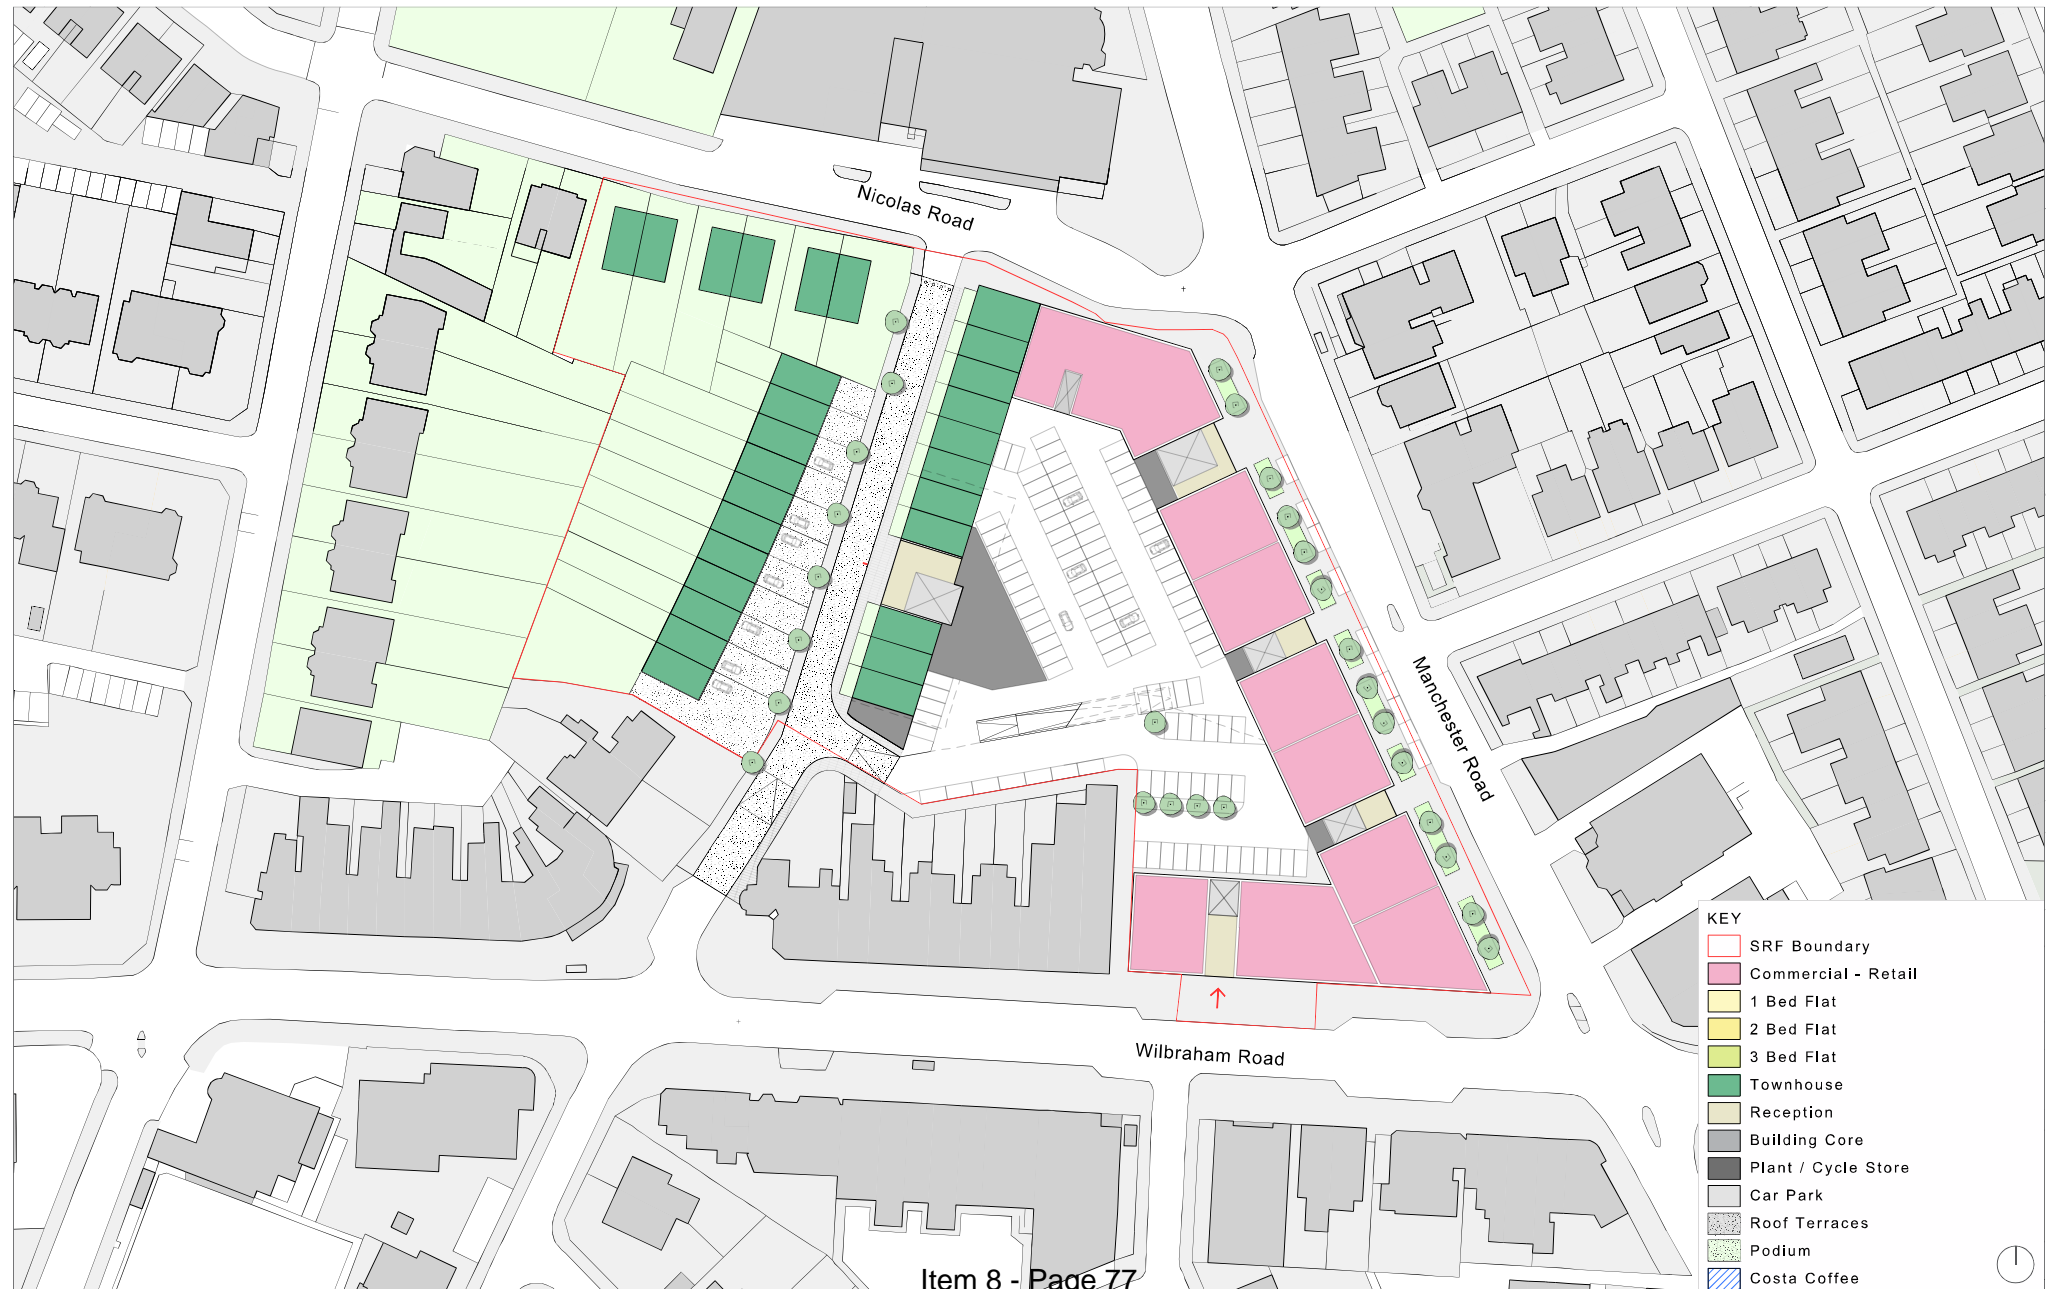 Nicolas Road
Manchester Road
Wilbraham Road
KEY
SRF Boundary
Commercial - Retail
1 Bed Flat
2 Bed Flat
3 Bed Flat
Townhouse
Reception
Building Core
Plant / Cycle Store
Car Park
Roof Terraces
Podium
Costa Coffee
Item 8 - Page 77